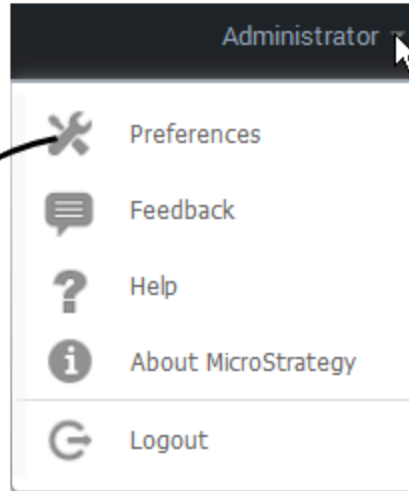 Administrator
Preferences
Feedback
Help
About MicroStrategy
Logout